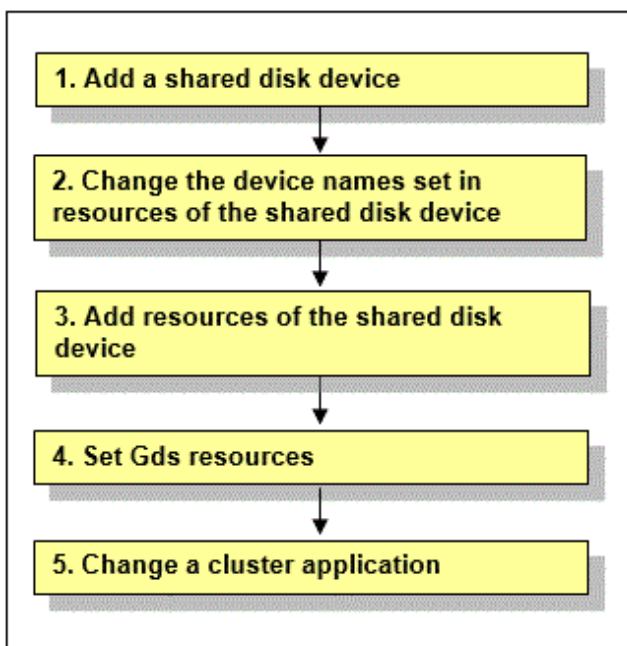 1. Add a shared disk device
2. Change the device names set in
resources of the shared disk device
3. Add resources of the shared disk
device
4. Set Gds resources
5. Change a cluster application